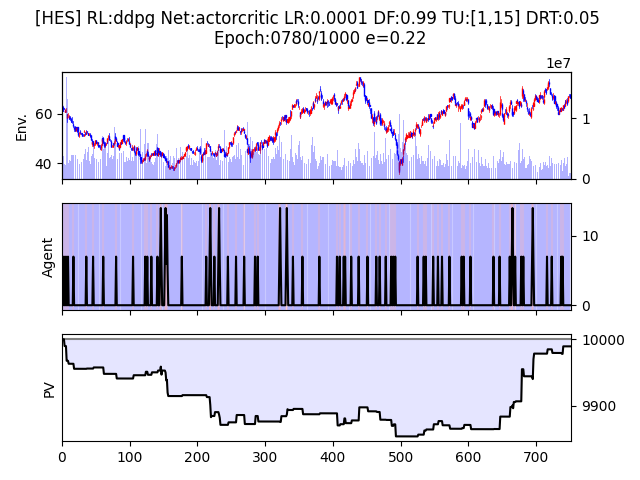 [HES] RL:ddpg Net:actorcritic LR:0.0001 DF:0.99 TU:[1,15] DRT:0.05
Epoch:0780/1000 e=0.22
1e7
Env.
60
40
1
0
Agent
10
0
PV
10000
9900
0 100 200 300 400 500 600 700